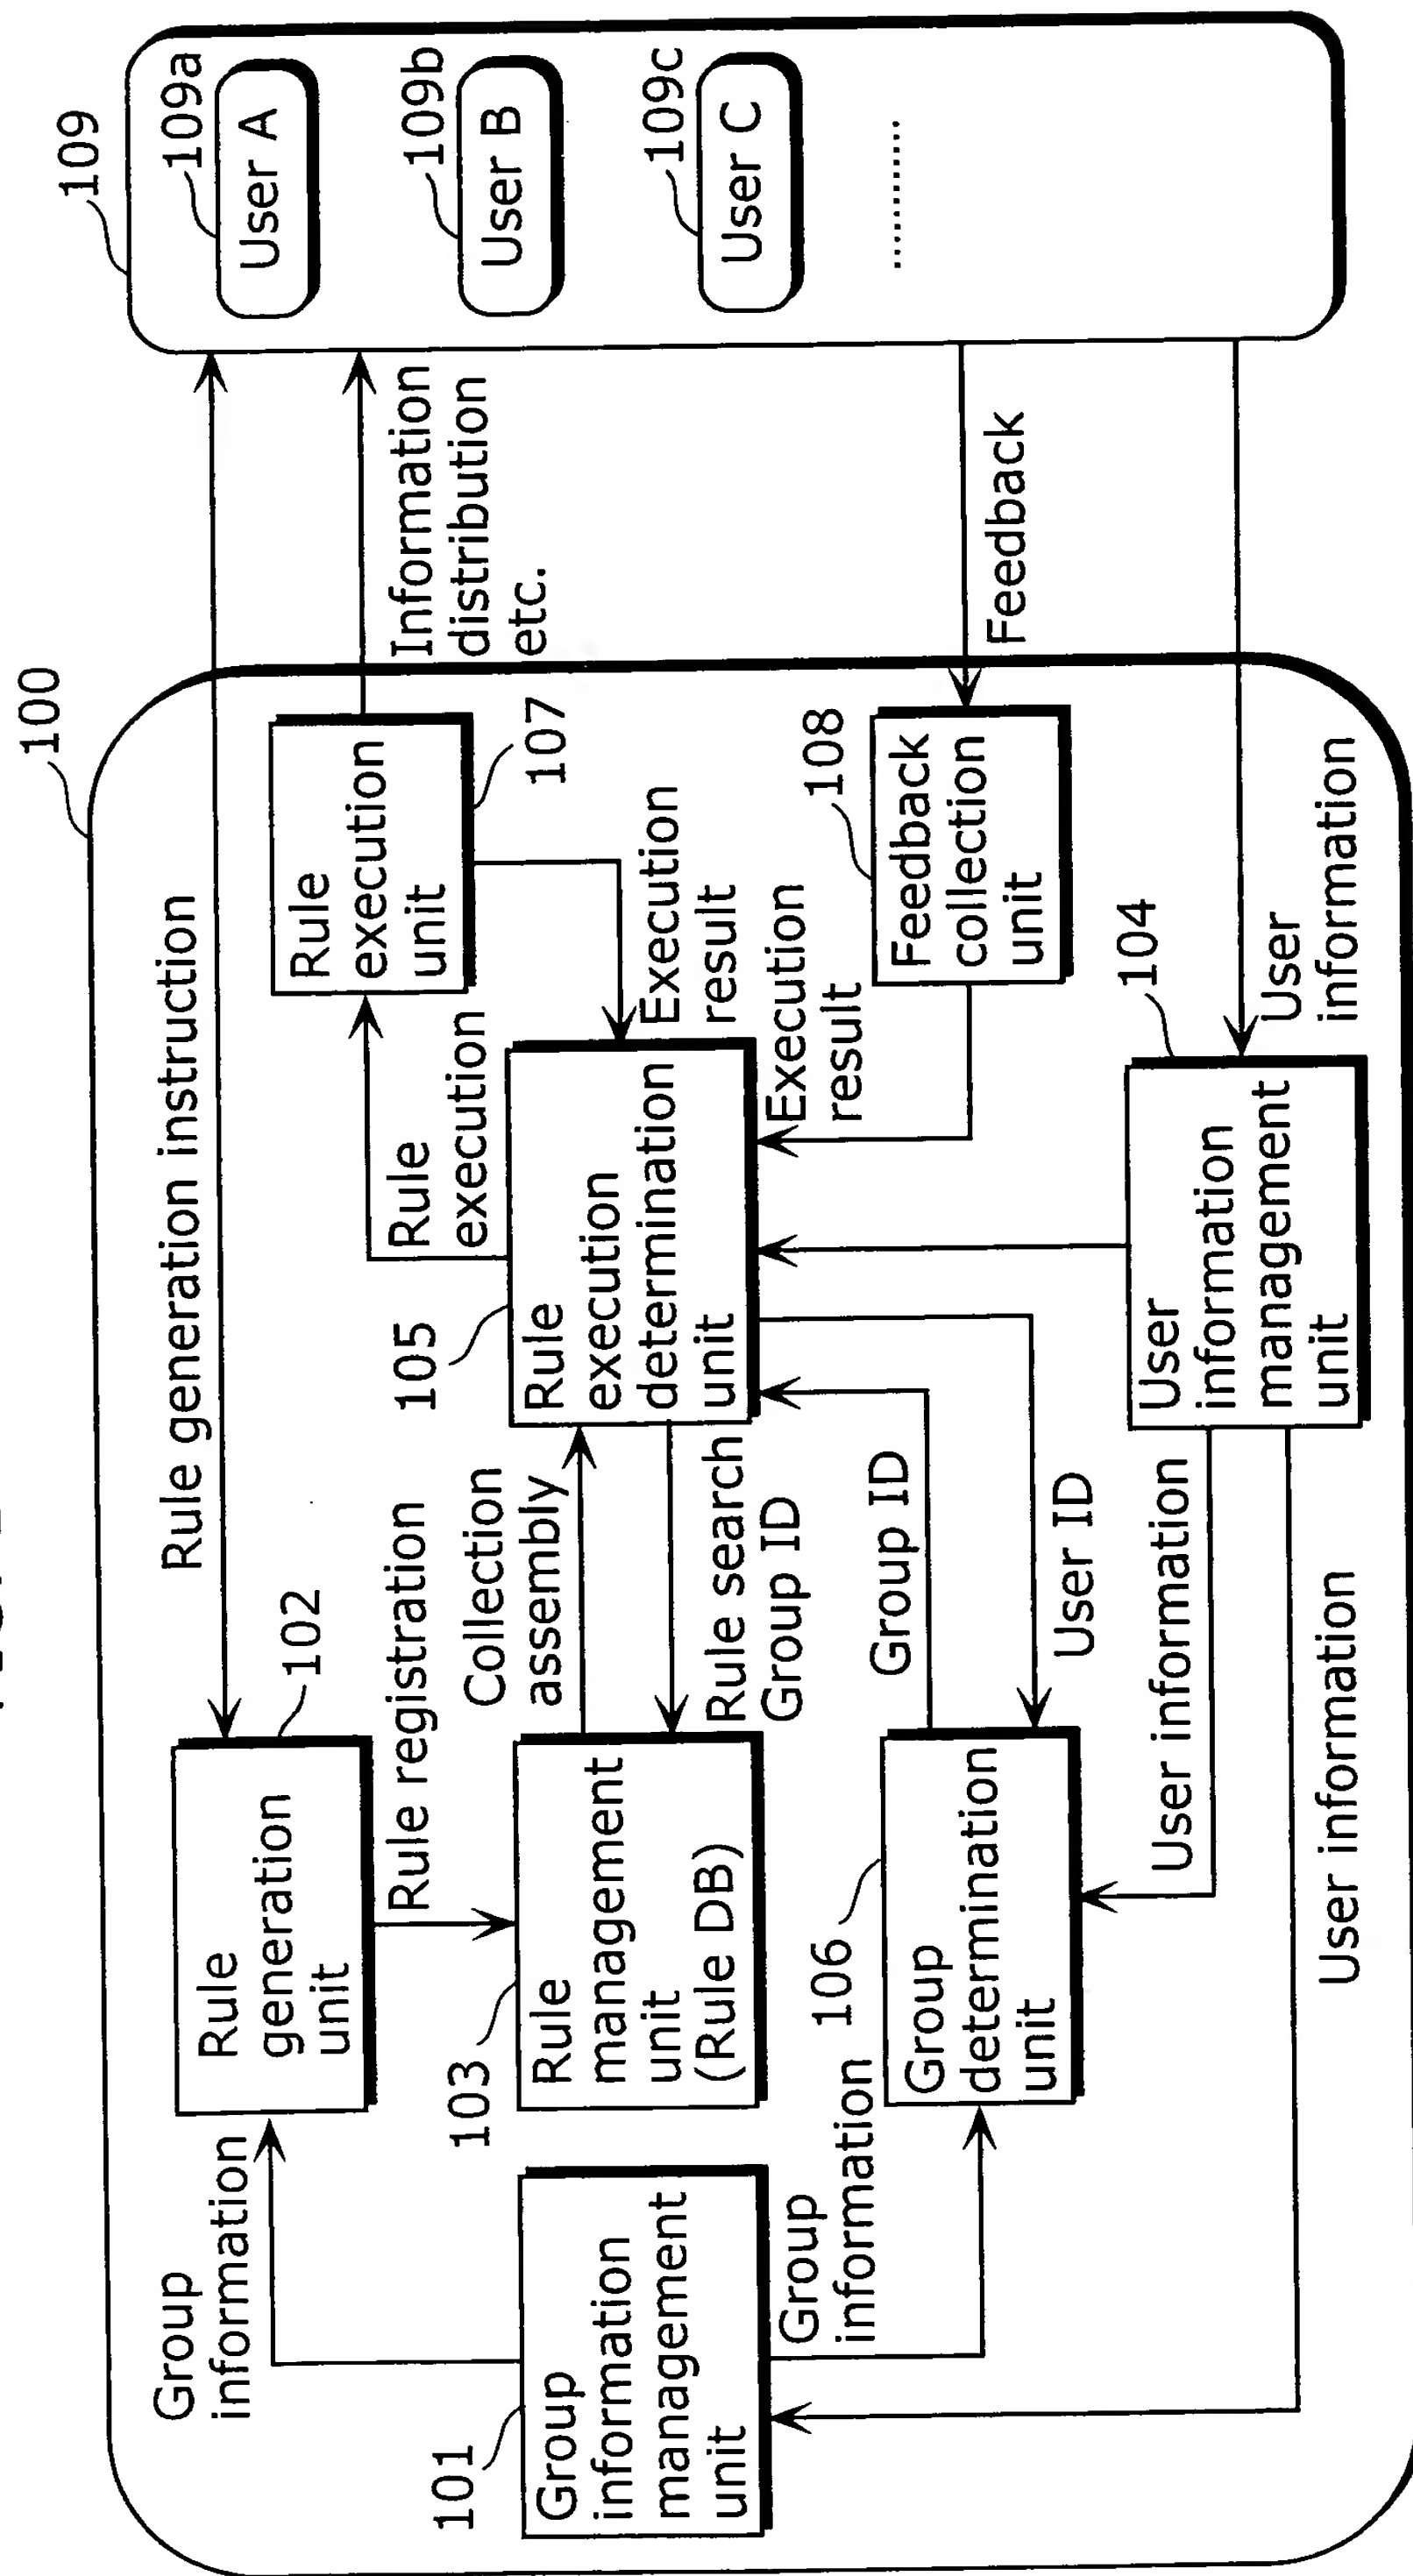 100
109
109a
User A
109b
User B
109c
User C
..........
Rule generation instruction
Group
information
Rule
generation
unit
102
Rule registration
Rule
execution
unit
107
Information
distribution
etc.
Rule
execution
Execution
result
101
Group
information
management
unit
103
Rule
management
unit
(Rule DB)
Collection
assembly
Rule search
Group ID
105
Rule
execution
determination
unit
Execution
result
108
Feedback
collection
unit
Feedback
Group
information
106
Group
determination
unit
Group ID
User ID
User information
104
User
information
management
unit
User
information
User information